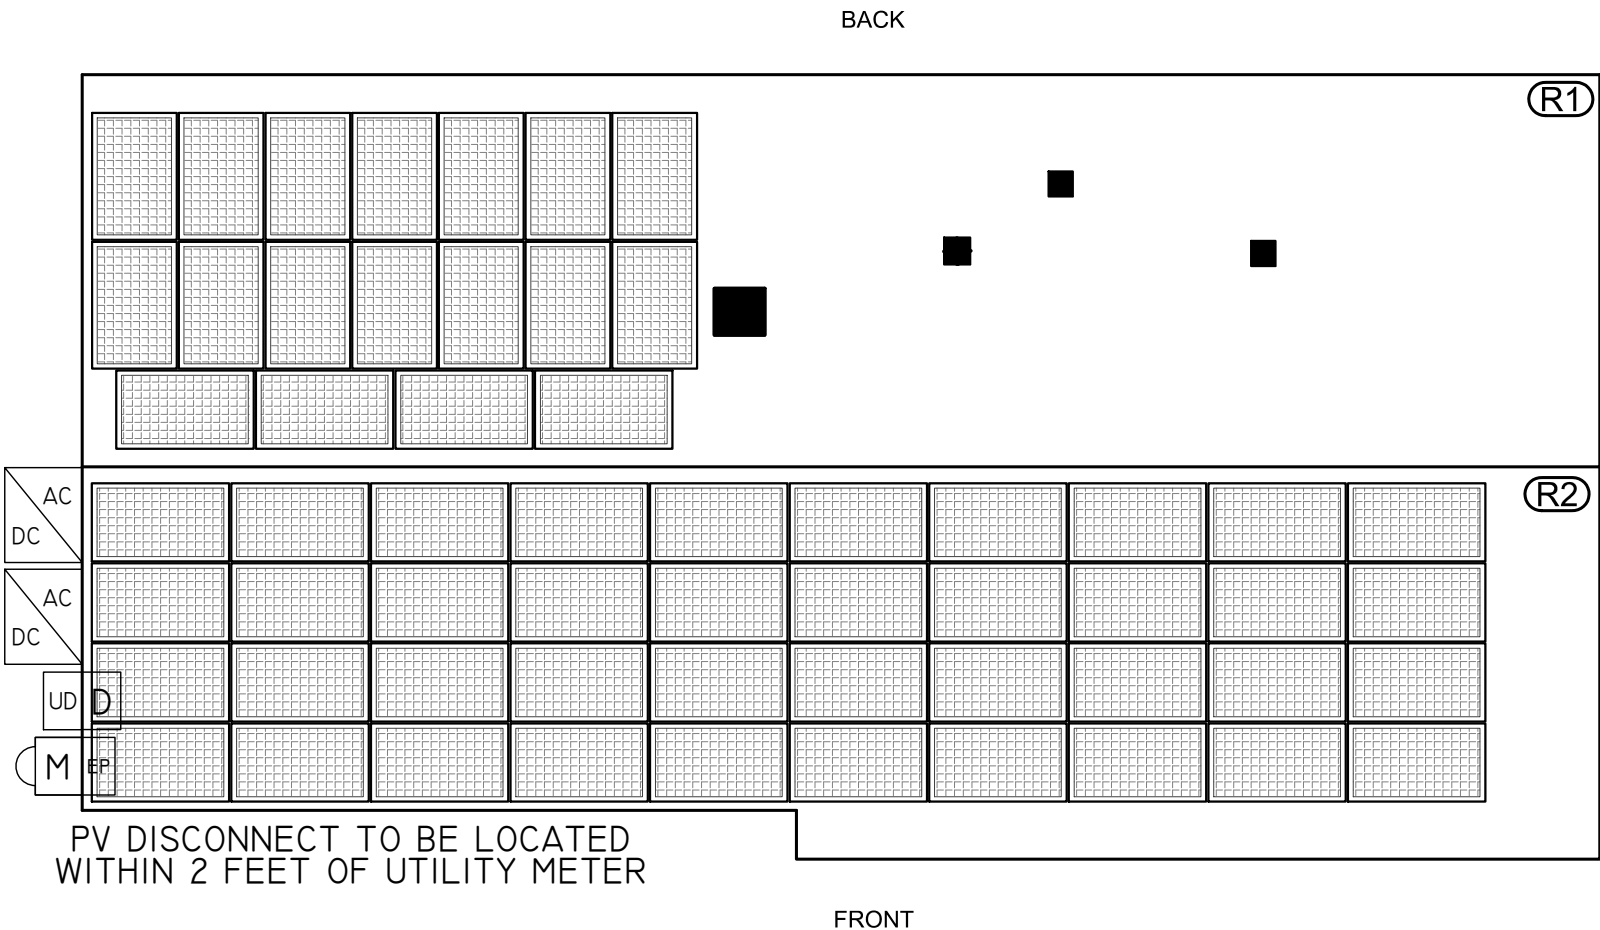 BACK
R1
R2
AC
DC
AC
DC
UD D
M EP
PV DISCONNECT TO BE LOCATED
WITHIN 2 FEET OF UTILITY METER
FRONT